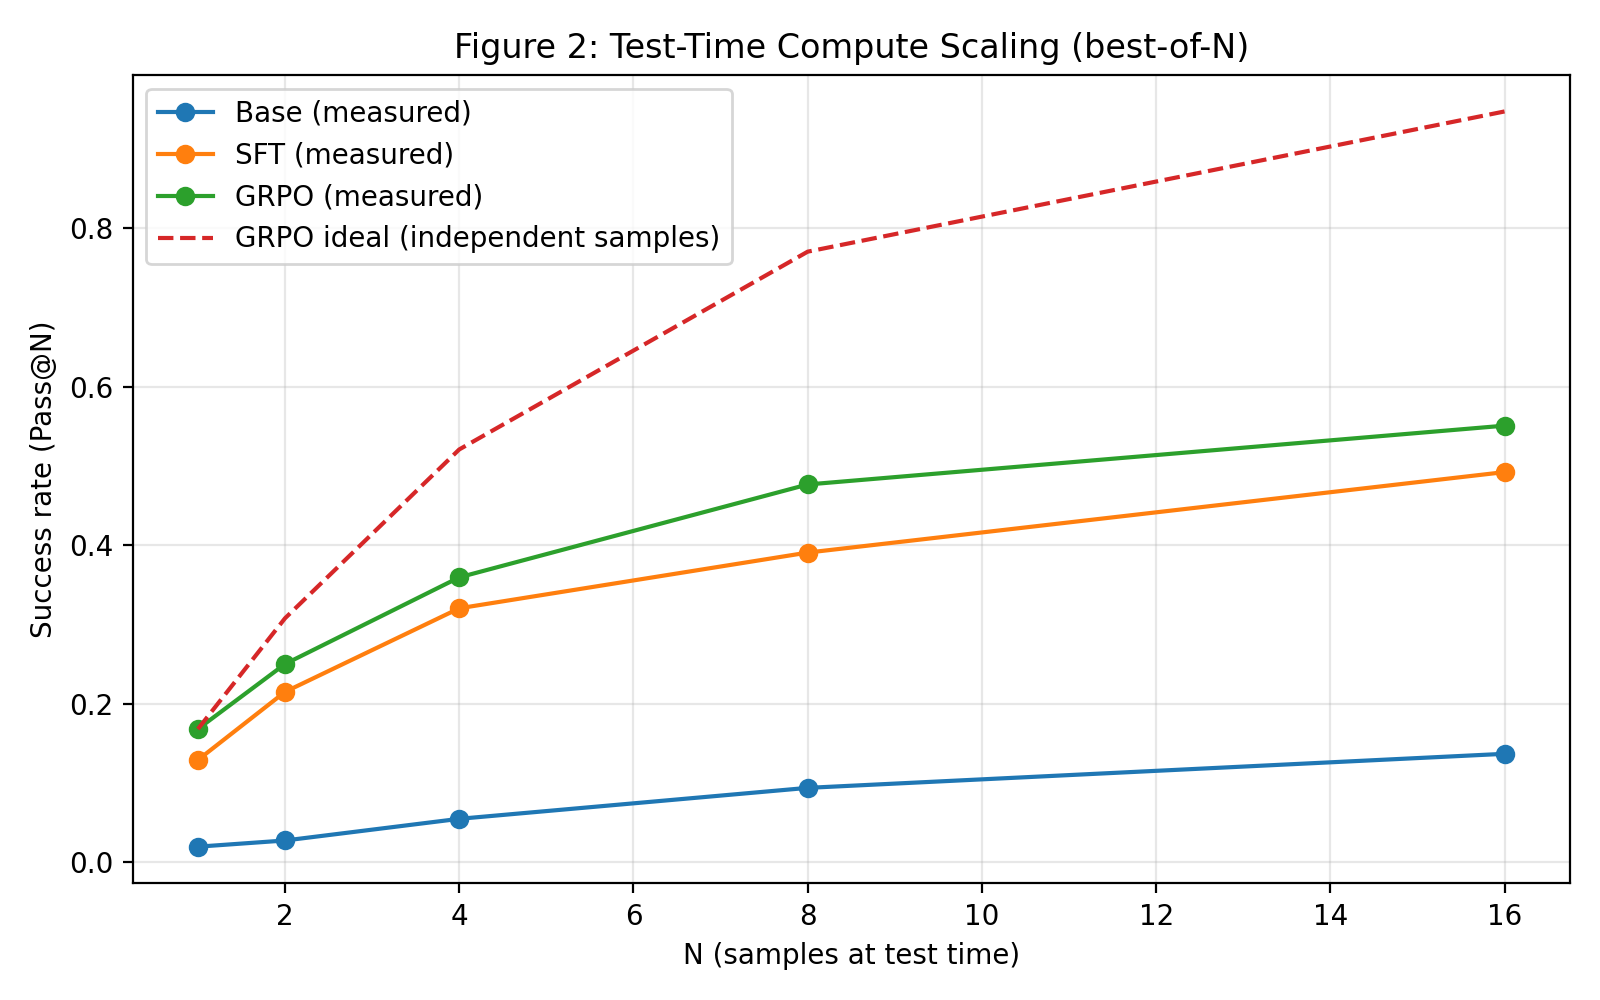 Figure 2: Test-Time Compute Scaling (best-of-N)
Base (measured)
SFT (measured)
GRPO (measured)
GRPO ideal (independent samples)
Success rate (Pass@N)
0.8
0.6
0.4
0.2
0.0
2 4 6 8 10 12 14 16
N (samples at test time)